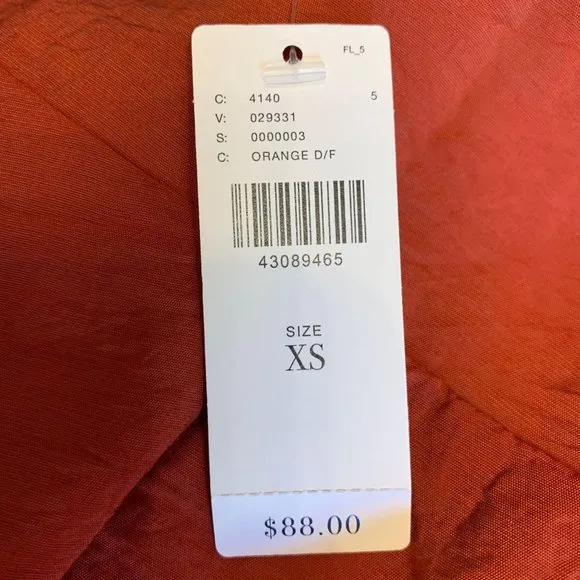 FL_5
C: 4140 5
V: 029331
S: 0000003
C: ORANGE D/F
43089465
SIZE
XS
$88.00